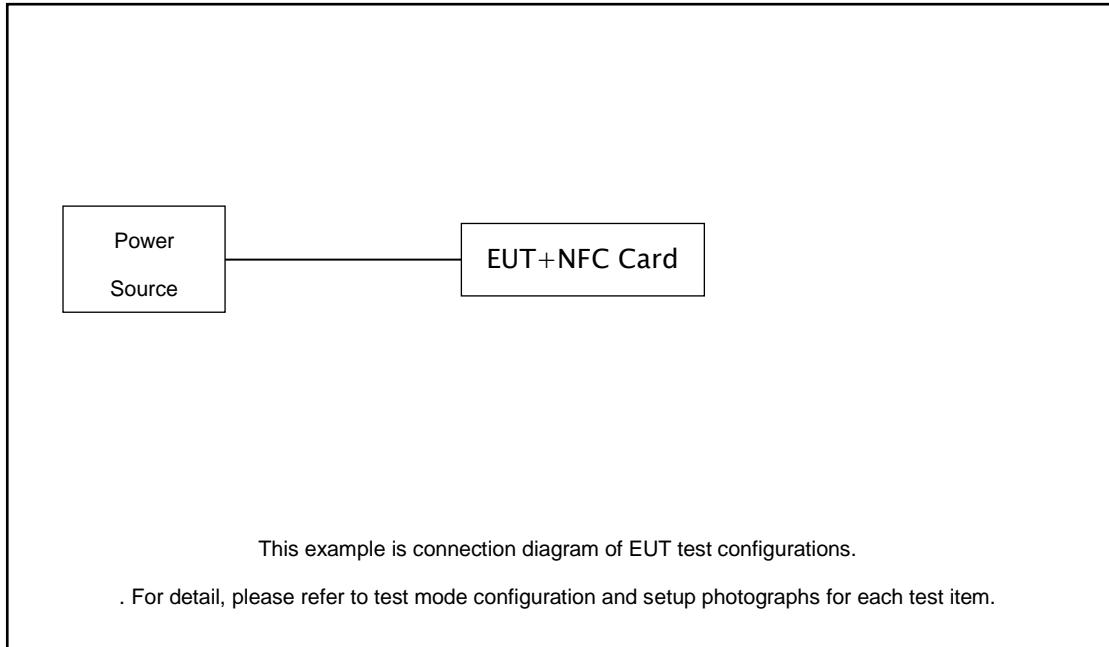 Power
Source
EUT+NFC Card
This example is connection diagram of EUT test configurations.
. For detail, please refer to test mode configuration and setup photographs for each test item.